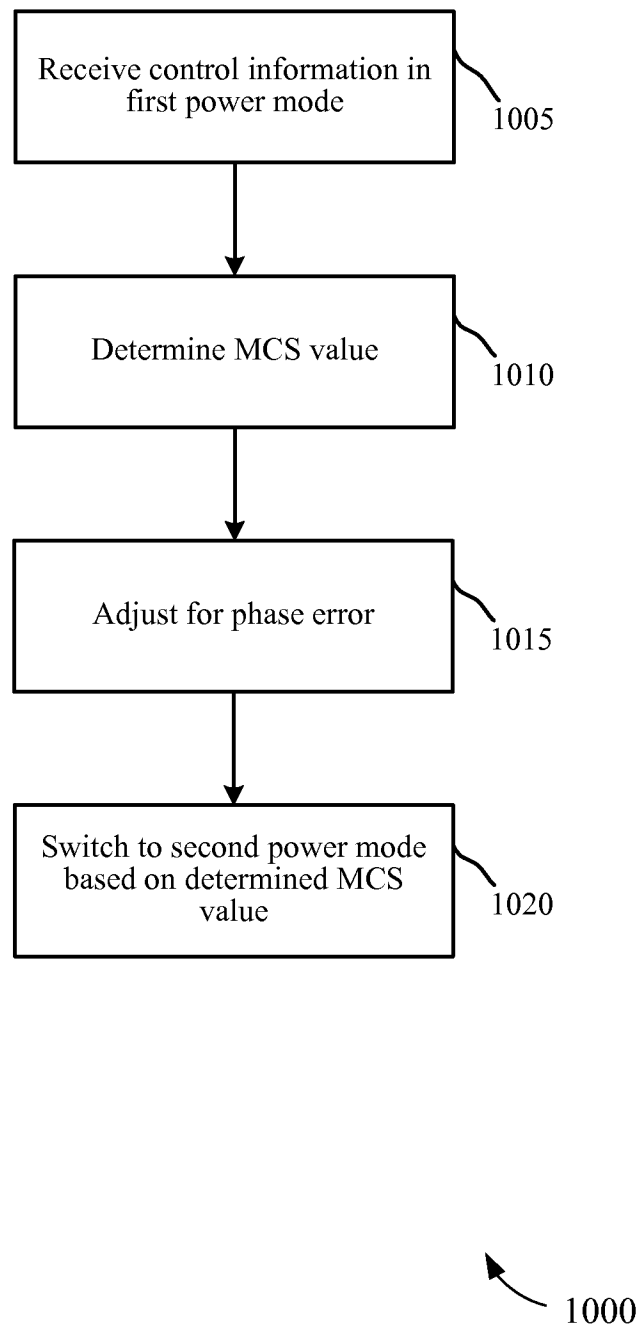 Receive control information in
first power mode
1005
Determine MCS value
1010
Adjust for phase error
1015
Switch to second power mode
based on determined MCS
value
1020
1000